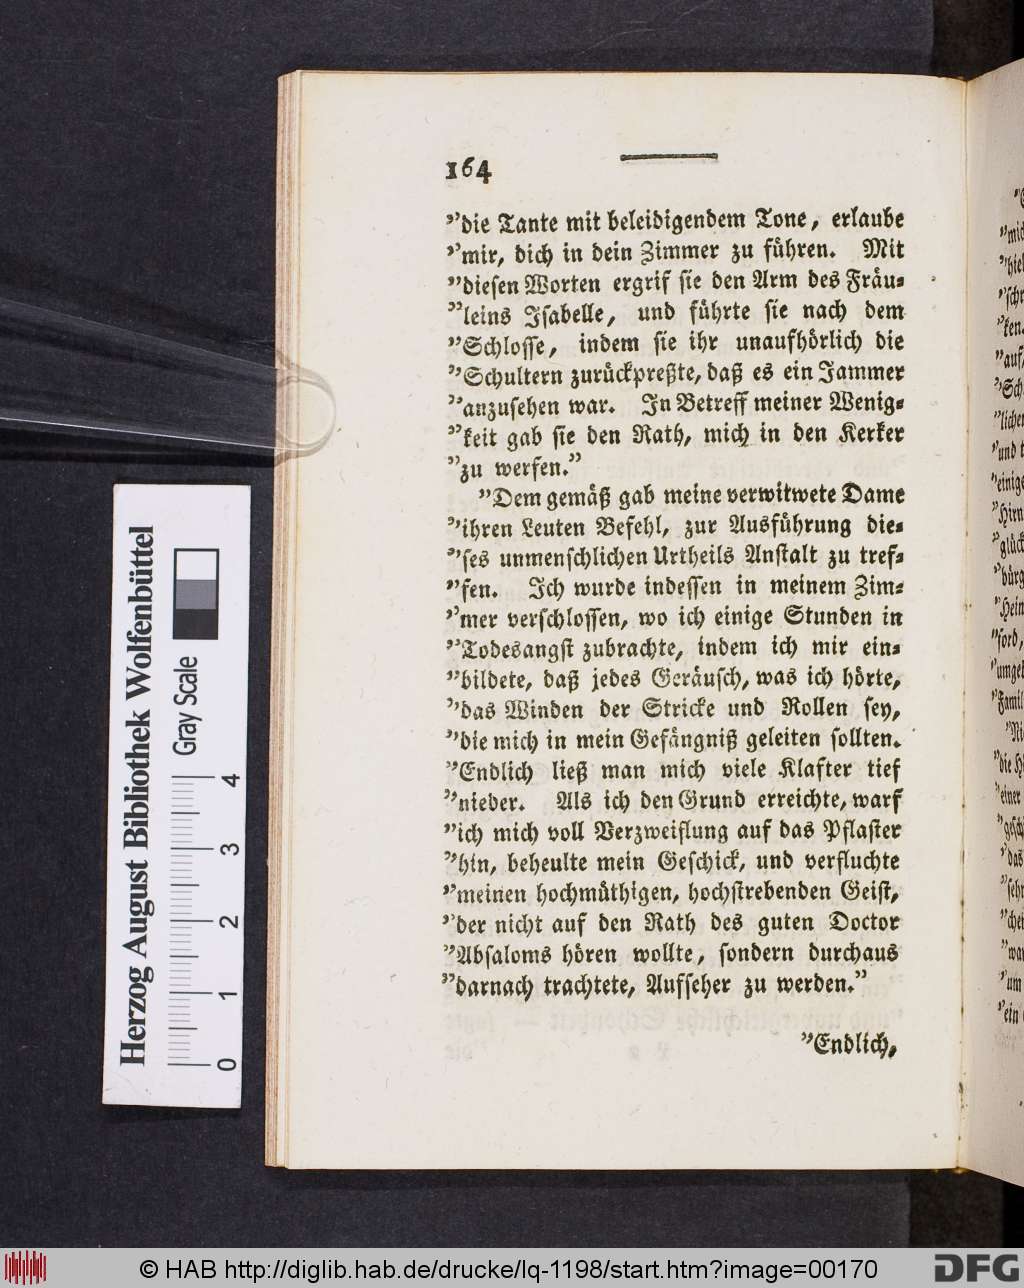 164
”die Tante mit beleidigendem Tone, erlaube
”mir, dich in dein Zimmer zu führen. Mit
”diesen Worten ergrif sie den Arm des Fräu-
”leins Isabelle, und führte sie nach dem
”Schlosse, indem sie ihr unaufhörlich die
”Schultern zurückpreßte, daß es ein Jammer
”anzusehen war. In Betreff meiner Wenig-
”keit gab sie den Rath, mich in den Kerker
”zu werfen.”
”Dem gemäß gab meine verwitwete Dame
”ihren Leuten Befehl, zur Ausführung die-
”ses unmenschlichen Urtheils Anstalt zu tref-
”fen. Ich wurde indessen in meinem Zim-
”mer verschlossen, wo ich einige Stunden in
”Todesangst zubrachte, indem ich mir ein-
”bildete, daß jedes Geräusch, was ich hörte,
”das Winden der Stricke und Rollen sey,
”die mich in mein Gefängniß geleiten sollten.
”Endlich ließ man mich viele Klafter tief
”nieder. Als ich den Grund erreichte, warf
”ich mich voll Verzweiflung auf das Pflaster
”hin, beheulte mein Geschick, und verfluchte
”meinen hochmüthigen, hochstrebenden Geist,
”der nicht auf den Rath des guten Doctor
”Absaloms hören wollte, sondern durchaus
”darnach trachtete, Aufseher zu werden.”
”Endlich,
Herzog August Bibliothek Wolfenbüttel
Gray Scale
0 1 2 3 4
© HAB http://diglib.hab.de/drucke/lq-1198/start.htm?image=00170
DFG